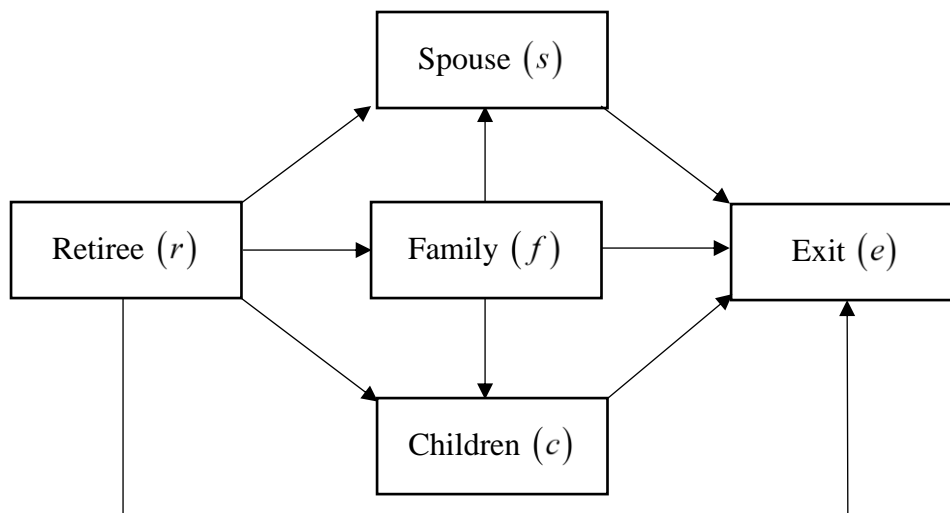 Spouse (s)
Retiree (r)
Family (f)
Exit (e)
Children (c)